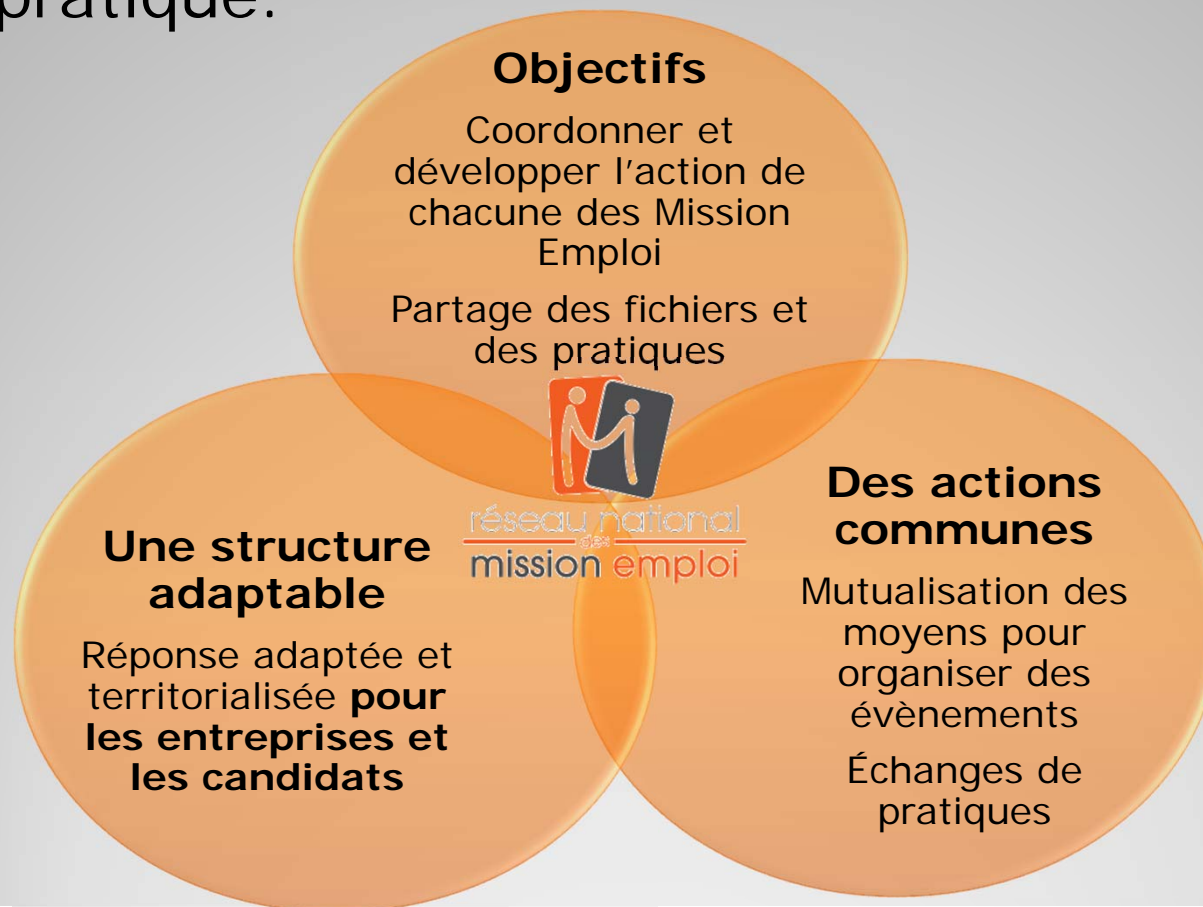 pratique.
Objectifs
Coordonner et
développer l'action de
chacune des Mission
Emploi
Partage des fichiers et
des pratiques
réseau national
des
mission emploi
Une structure
adaptable
Réponse adaptée et
territorialisée pour
les entreprises et
les candidats
Des actions
communes
Mutualisation des
moyens pour
organiser des
évènements
Échanges de
pratiques